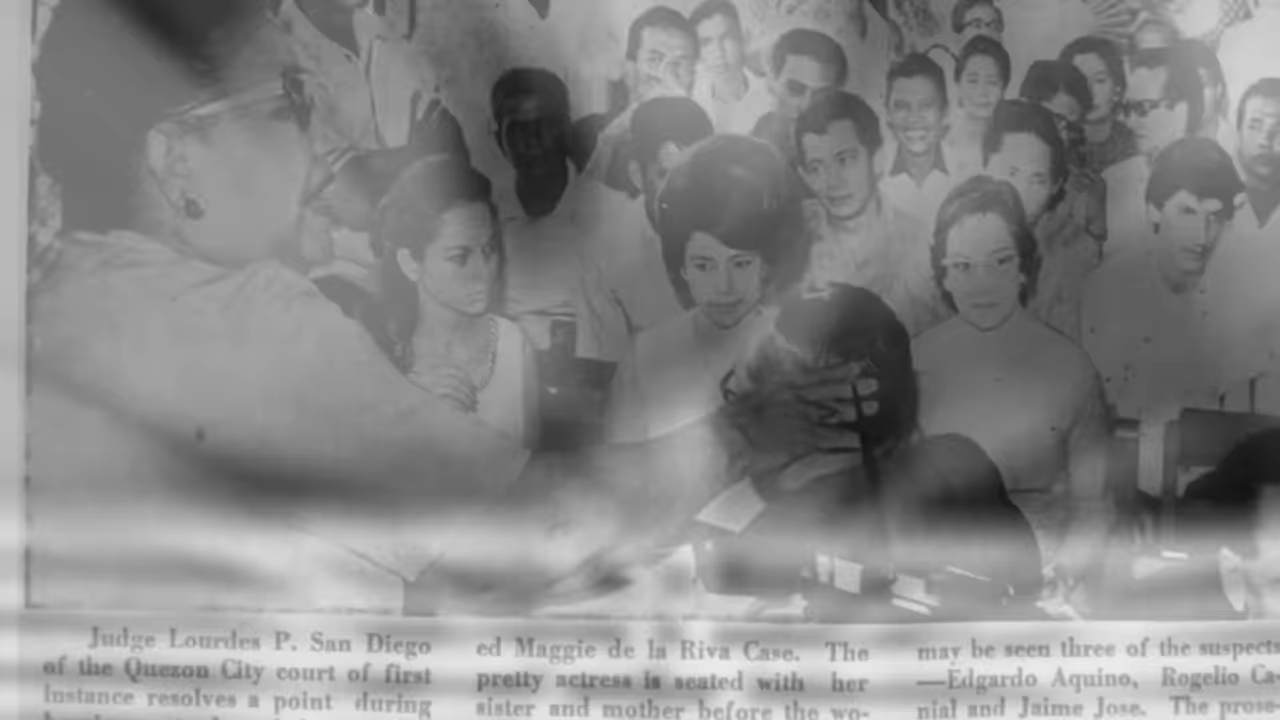 Judge Lourdes P. San Diego
of the Quezon City court of first
instance resolves a point during
ed Maggie de la Riva Case. The
pretty actress is seated with her
sister and mother before the wo-
may be seen three of the suspects
—Edgardo Aquino, Rogelio Ca-
nial and Jaime Jose. The prose-